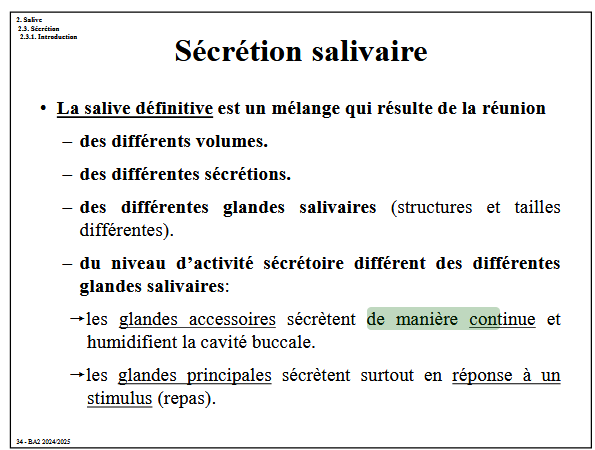 2. Salive
2.3. Sécrétion
2.3.1. Introduction
Sécrétion salivaire
• La salive définitive est un mélange qui résulte de la réunion
– des différents volumes.
– des différentes sécrétions.
– des différentes glandes salivaires (structures et tailles
différentes).
– du niveau d’activité sécrétoire différent des différentes
glandes salivaires:
→les glandes accessoires sécrètent de manière continue et
humidifient la cavité buccale.
→les glandes principales sécrètent surtout en réponse à un
stimulus (repas).
34 - BA2 2024/2025